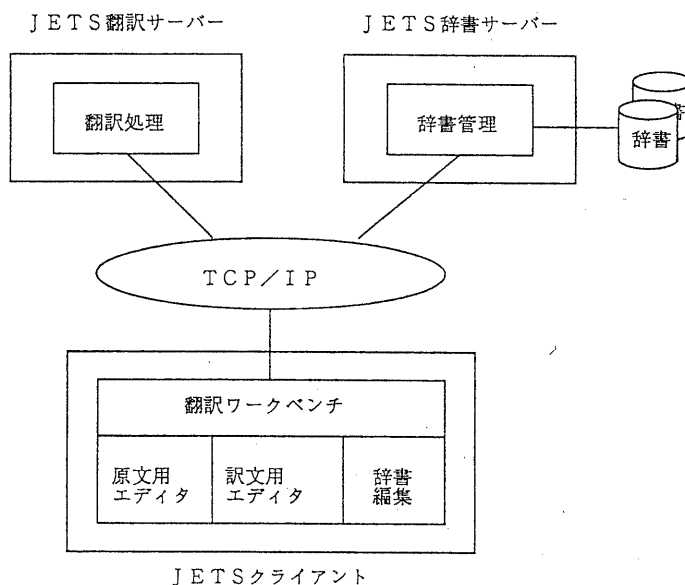 ＪＥＴＳ翻訳サーバー
ＪＥＴＳ辞書サーバー
翻訳処理
辞書管理
書
辞書
ＴＣＰ／ＩＰ
翻訳ワークベンチ
原文用
エディタ
訳文用
エディタ
辞書
編集
ＪＥＴＳクライアント